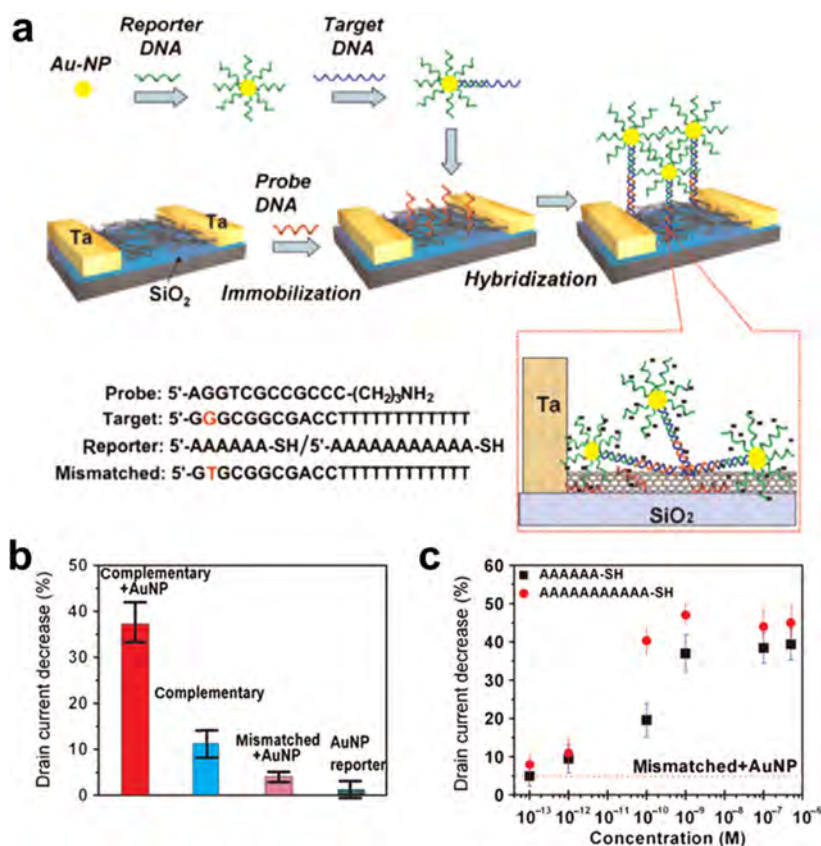 a
Reporter
DNA
Target
DNA
Au-NP
Probe
DNA
Ta
Ta
SiO₂
Immobilization
Hybridization
Probe: 5'-AGGTCGCCGCCC-(CH₂)₃NH₂
Target: 5'-GGGCGGCGACCTTTTTTTTTTTT
Reporter: 5'-AAAAAA-SH/5'-AAAAAAAAAAA-SH
Mismatched: 5'-GTGCGGCGACCTTTTTTTTTTTT
Ta
SiO₂
b
Drain current decrease (%)
50
40
30
20
10
0
Complementary
+AuNP
Complementary
Mismatched
+AuNP
AuNP
reporter
c
Drain current decrease (%)
60
50
40
30
20
10
0
AAAAAA-SH
AAAAAAAAAAA-SH
Mismatched+AuNP
10⁻¹³ 10⁻¹² 10⁻¹¹ 10⁻¹⁰ 10⁻⁹ 10⁻⁸ 10⁻⁷ 10⁻⁶
Concentration (M)